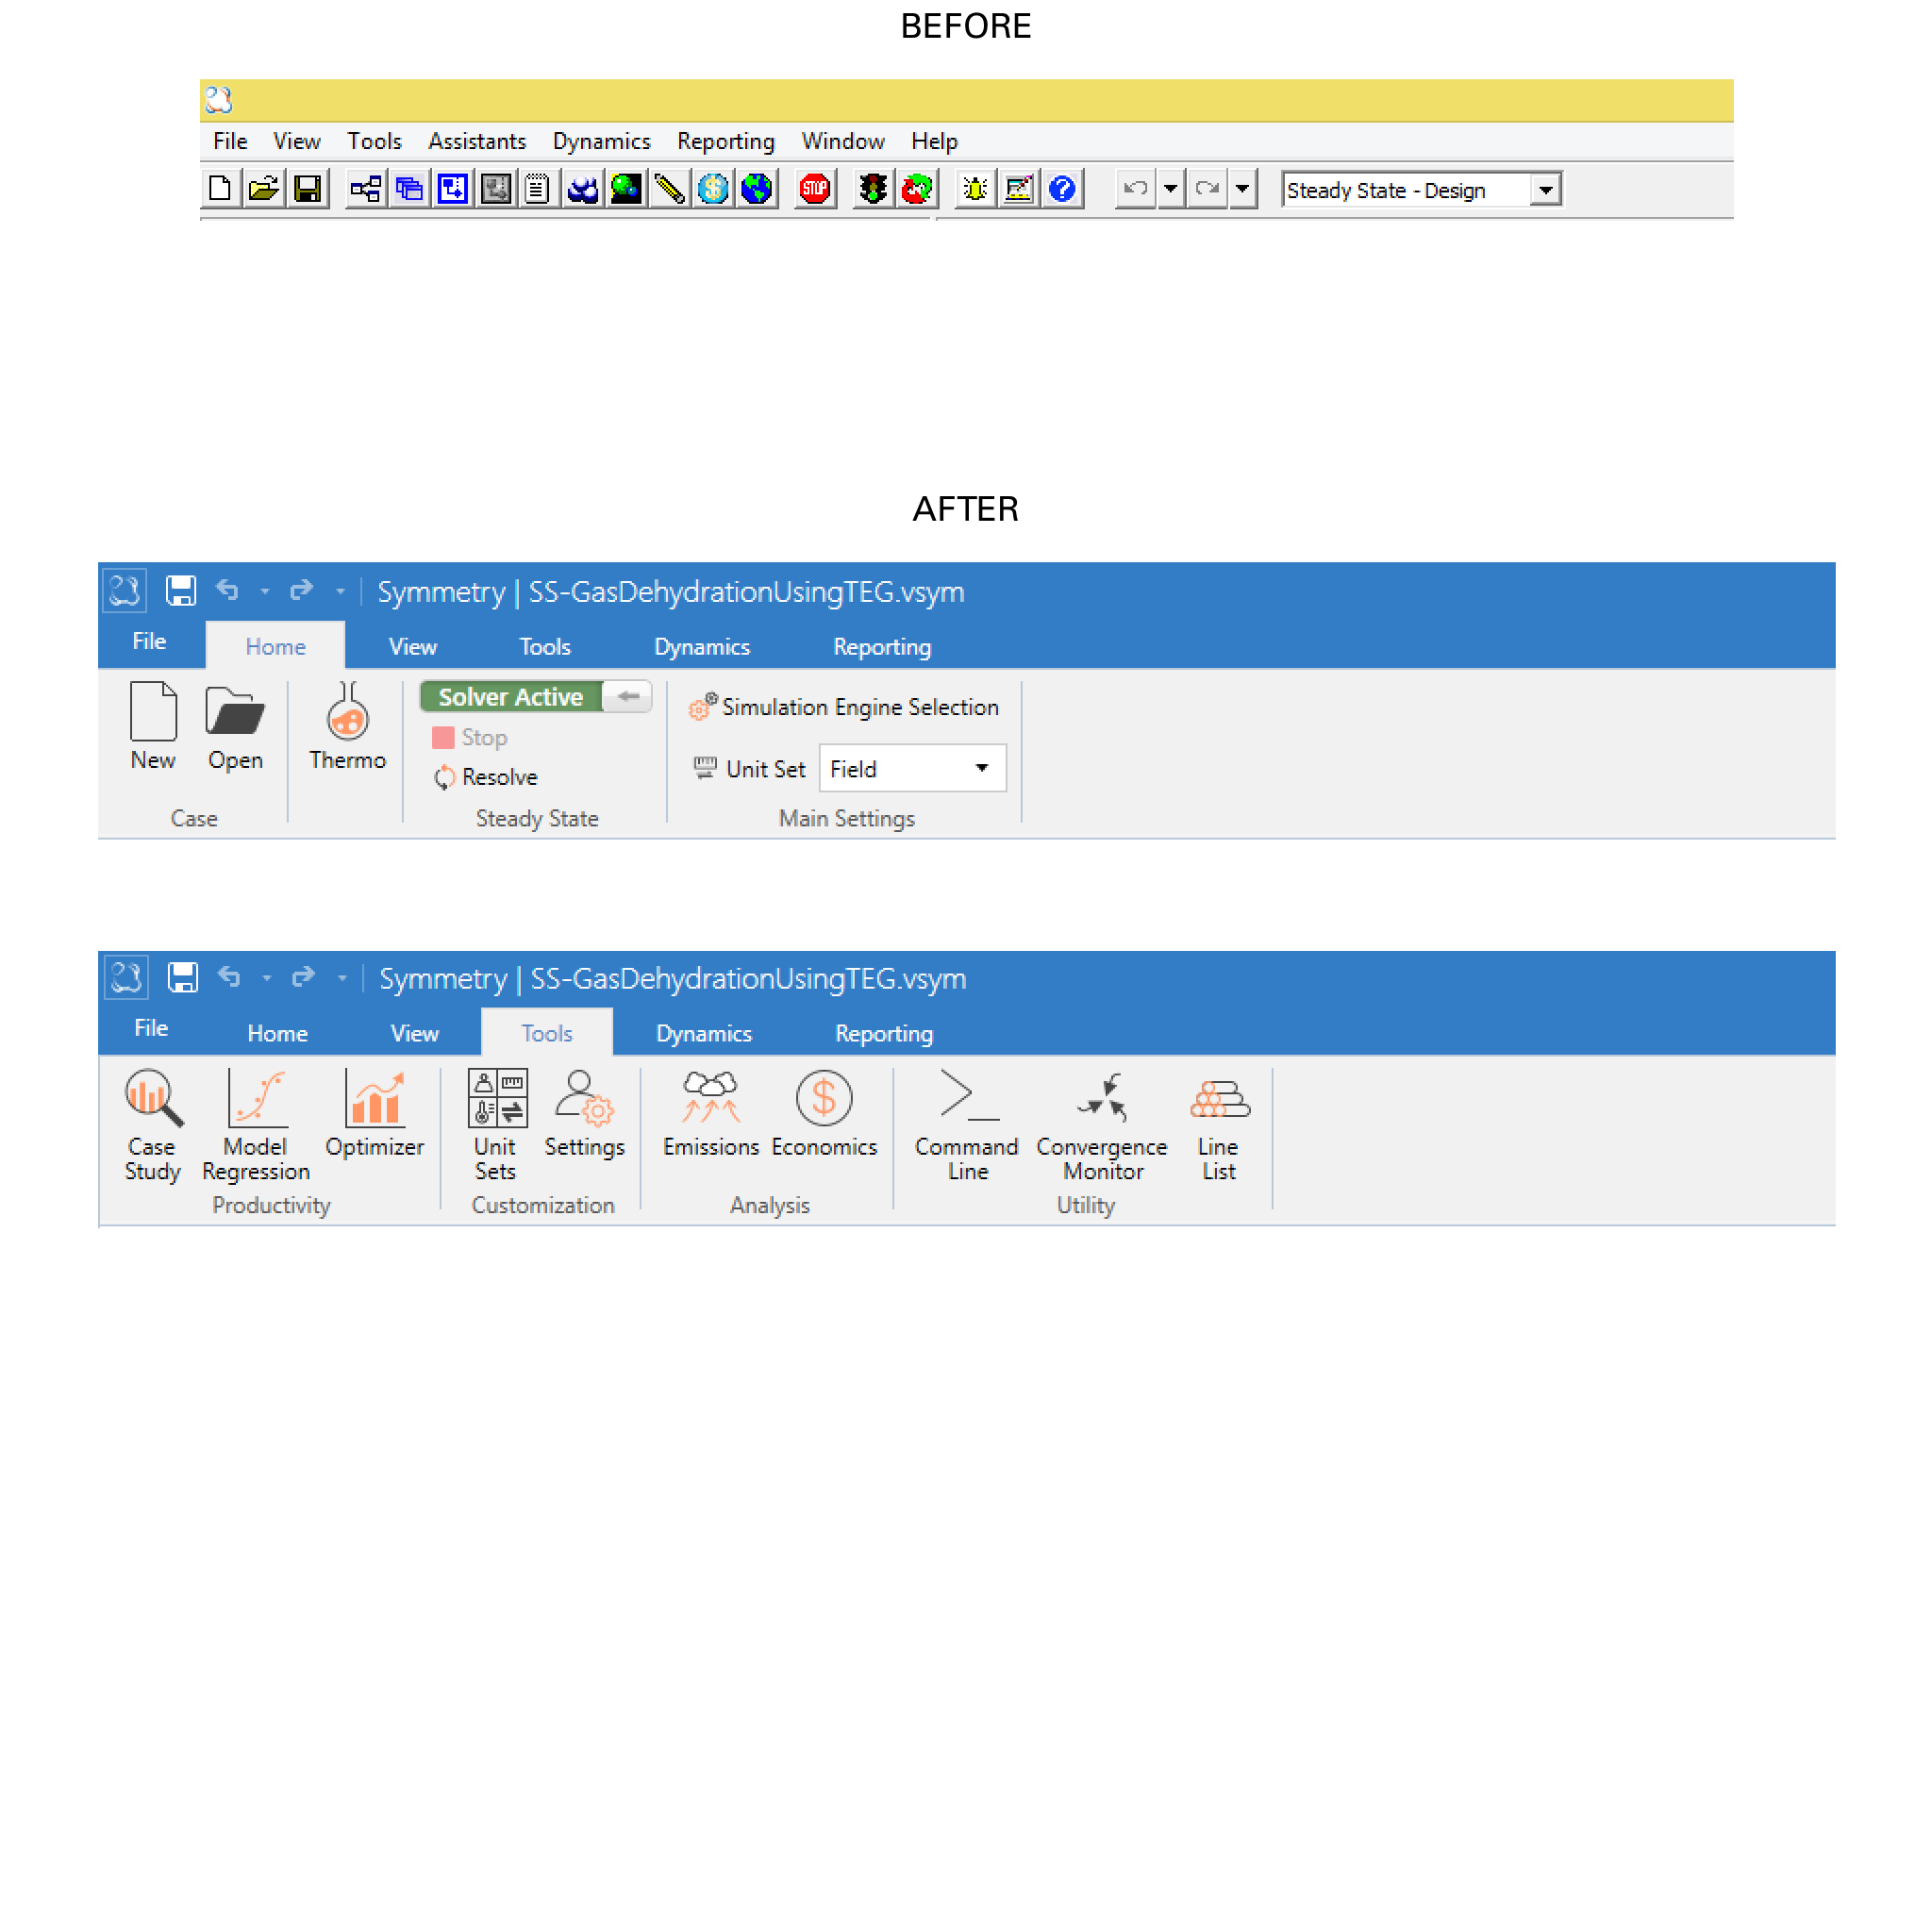 BEFORE
File View Tools Assistants Dynamics Reporting Window Help
STOP
Steady State - Design
AFTER
Symmetry | SS-GasDehydrationUsingTEG.vsym
File Home View Tools Dynamics Reporting
New Open Thermo
Solver Active
Stop
Resolve
Simulation Engine Selection
Unit Set Field
Case Steady State Main Settings
Symmetry | SS-GasDehydrationUsingTEG.vsym
File Home View Tools Dynamics Reporting
Case Study Model Regression Optimizer Unit Sets Settings Emissions Economics Command Line Convergence Monitor Line List
Productivity Customization Analysis Utility